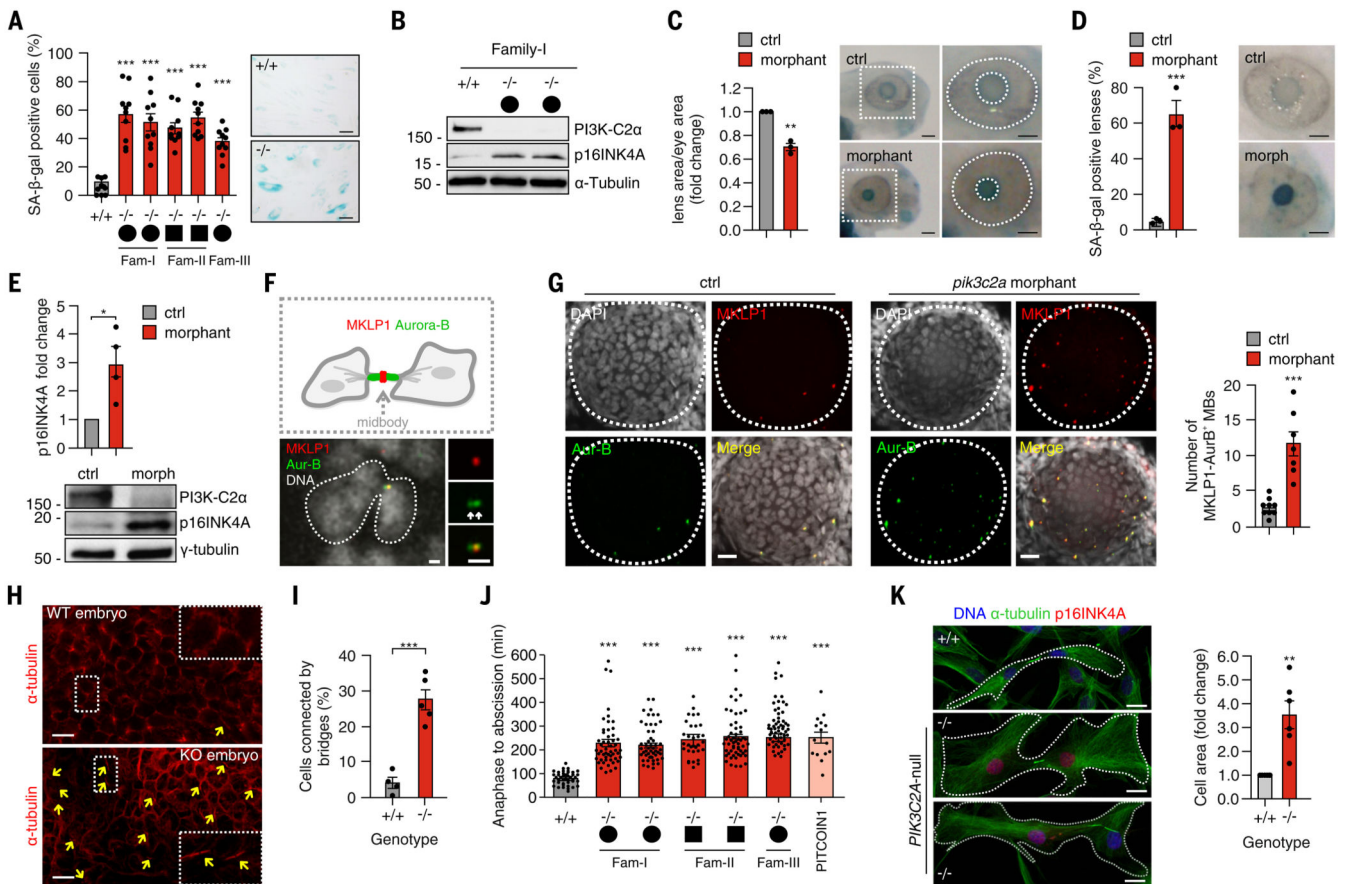 A
SA-β-gal positive cells (%)
100
80
60
40
20
0
***
***
***
***
***
+/+
-/-
-/-
-/-
-/-
-/-
Fam-I
Fam-II
Fam-III
+/+
-/-
B
Family-I
+/+
-/-
-/-
150 -
PI3K-C2α
15 -
p16INK4A
50 -
α-Tubulin
C
ctrl
morphant
lens area/eye area
(fold change)
1.2
1.0
0.8
0.6
0.4
0.2
0.0
**
ctrl
morphant
D
ctrl
morphant
SA-β-gal positive lenses (%)
100
80
60
40
20
0
***
ctrl
morph
E
p16INK4A fold change
5
4
3
2
1
0
*
ctrl
morphant
ctrl
morph
150 -
PI3K-C2α
20 -
p16INK4A
50 -
γ-tubulin
F
MKLP1 Aurora-B
midbody
MKLP1
Aur-B
DNA
G
ctrl
pik3c2a morphant
DAPI
MKLP1
DAPI
MKLP1
Aur-B
Merge
Aur-B
Merge
ctrl
morphant
Number of
MKLP1-AurB+ MBs
20
15
10
5
0
***
H
WT embryo
α-tubulin
KO embryo
α-tubulin
I
Cells connected by
bridges (%)
40
30
20
10
0
***
+/+
-/-
Genotype
J
Anaphase to abscission (min)
600
500
400
300
200
100
0
***
***
***
***
***
***
+/+
-/-
-/-
-/-
-/-
-/-
PITCOIN1
Fam-I
Fam-II
Fam-III
K
DNA α-tubulin p16INK4A
+/+
-/-
-/-
PIK3C2A-null
Cell area (fold change)
6.0
5.0
4.0
3.0
2.0
1.0
0
**
+/+
-/-
Genotype